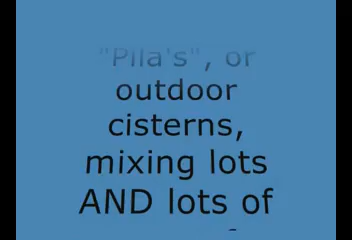 "Pila's", or
outdoor
cisterns,
mixing lots
AND lots of